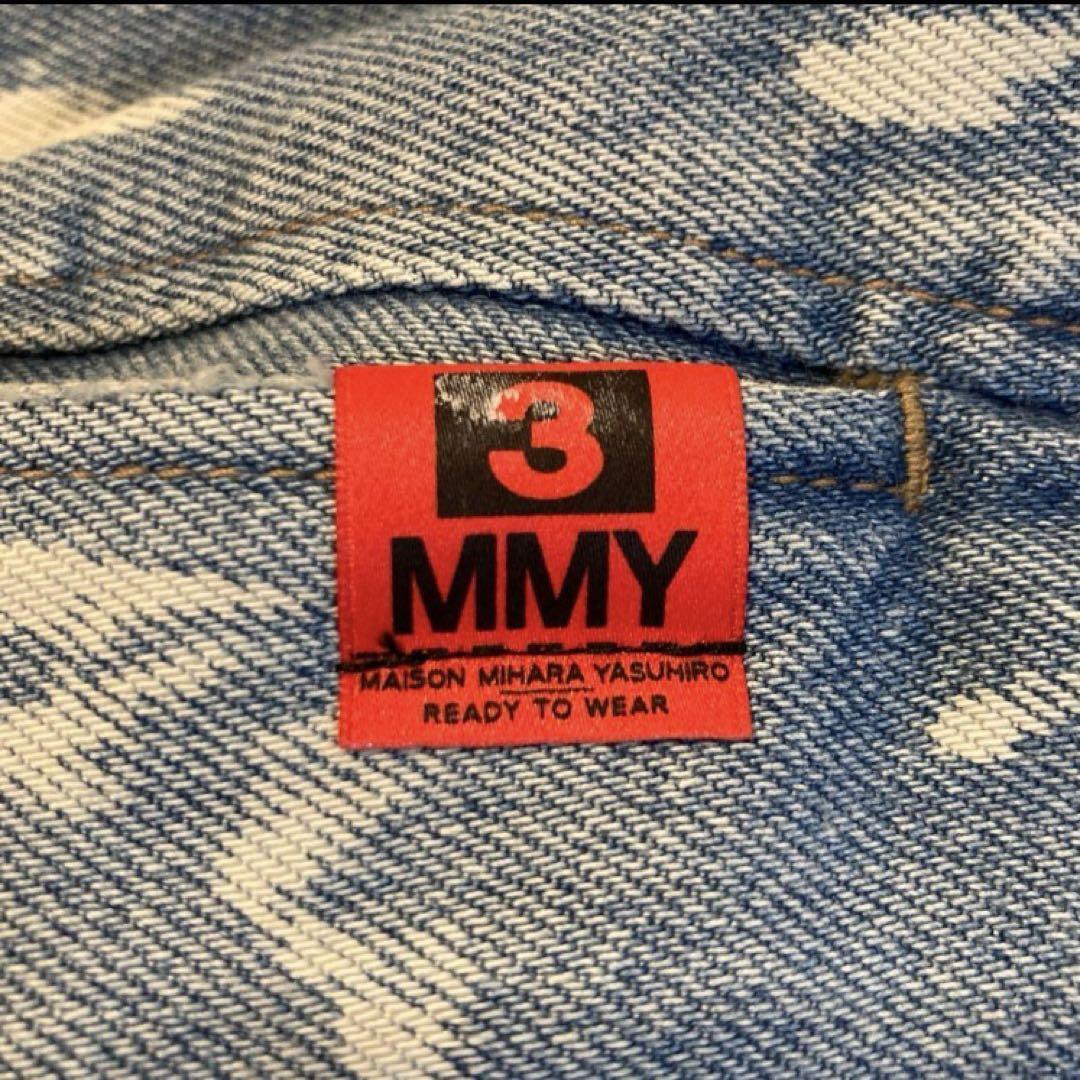 3
MMY
MAISON MIHARA YASUHIRO
READY TO WEAR